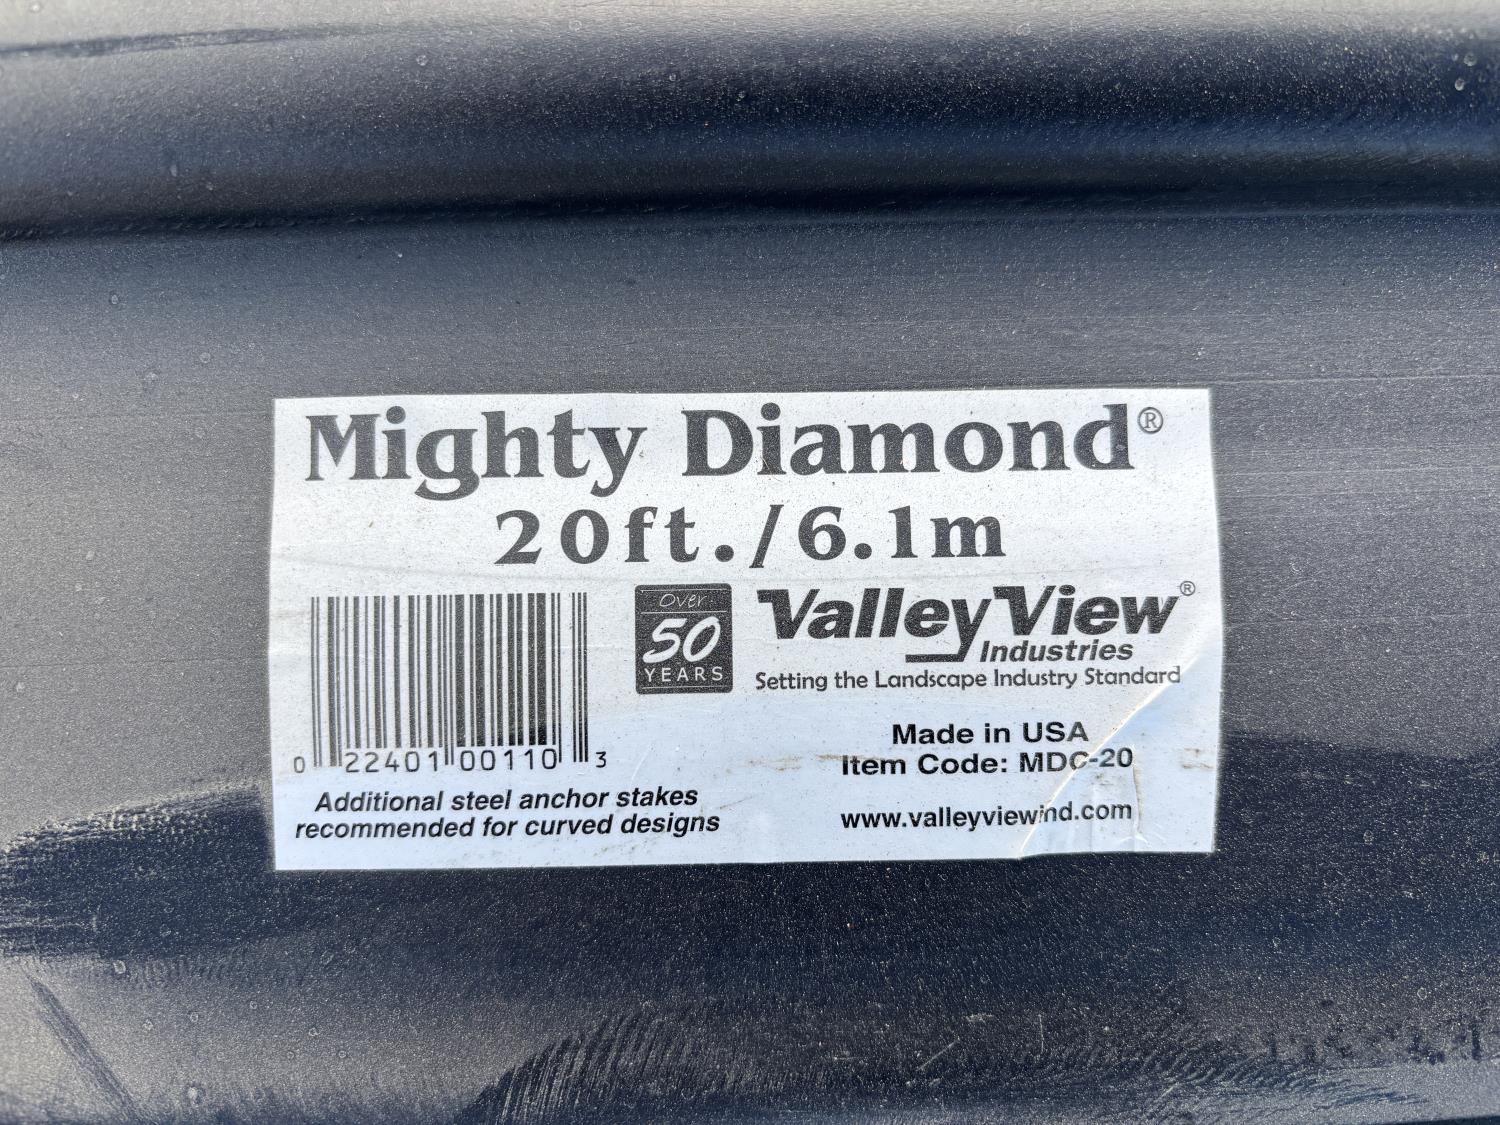 Mighty Diamond®
20ft./6.1m
Over
50
YEARS
ValleyView®
Industries
Setting the Landscape Industry Standard
0 22401 00110 3
Made in USA
Item Code: MDC-20
Additional steel anchor stakes
recommended for curved designs
www.valleyviewind.com